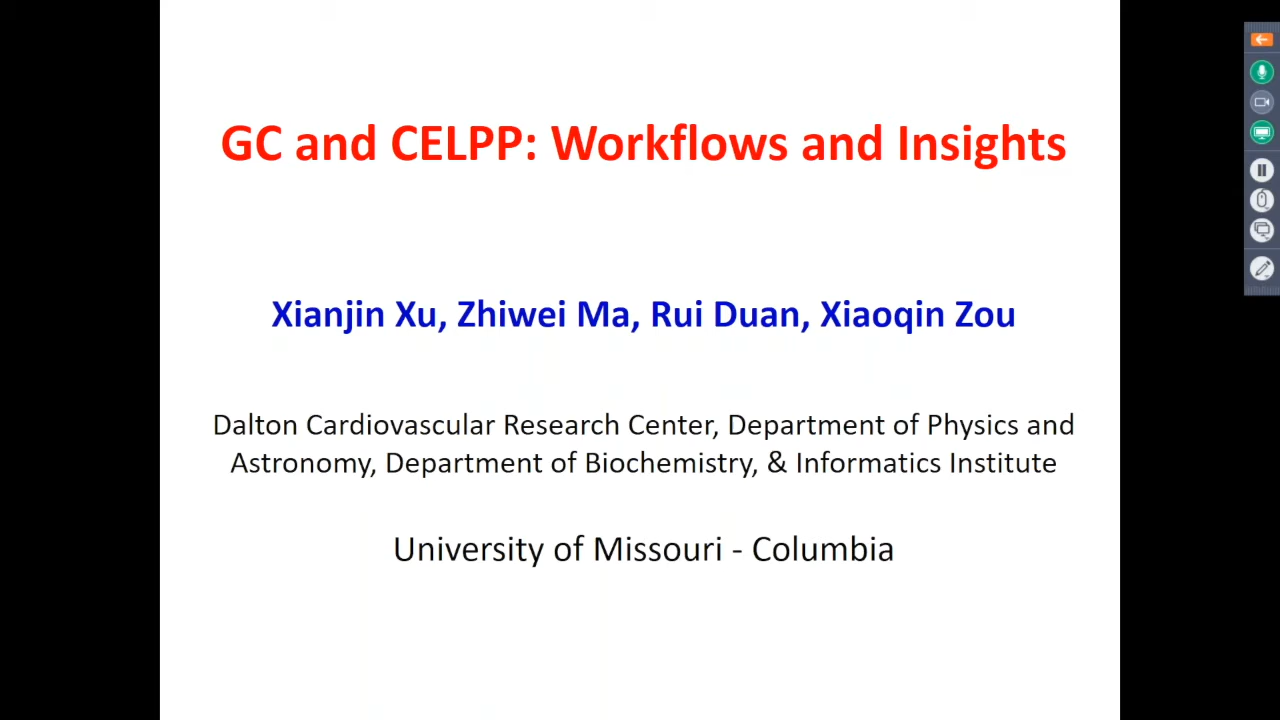 GC and CELPP: Workflows and Insights
Xianjin Xu, Zhiwei Ma, Rui Duan, Xiaoqin Zou
Dalton Cardiovascular Research Center, Department of Physics and
Astronomy, Department of Biochemistry, & Informatics Institute
University of Missouri - Columbia